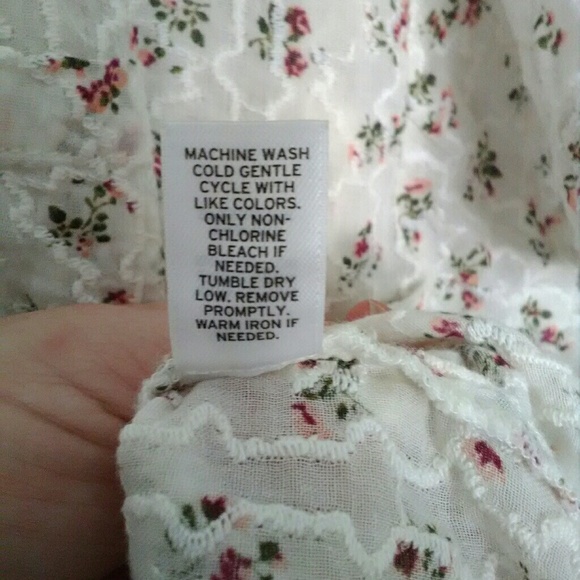 MACHINE WASH
COLD GENTLE
CYCLE WITH
LIKE COLORS.
ONLY NON-
CHLORINE
BLEACH IF
NEEDED.
TUMBLE DRY
LOW. REMOVE
PROMPTLY.
WARM IRON IF
NEEDED.